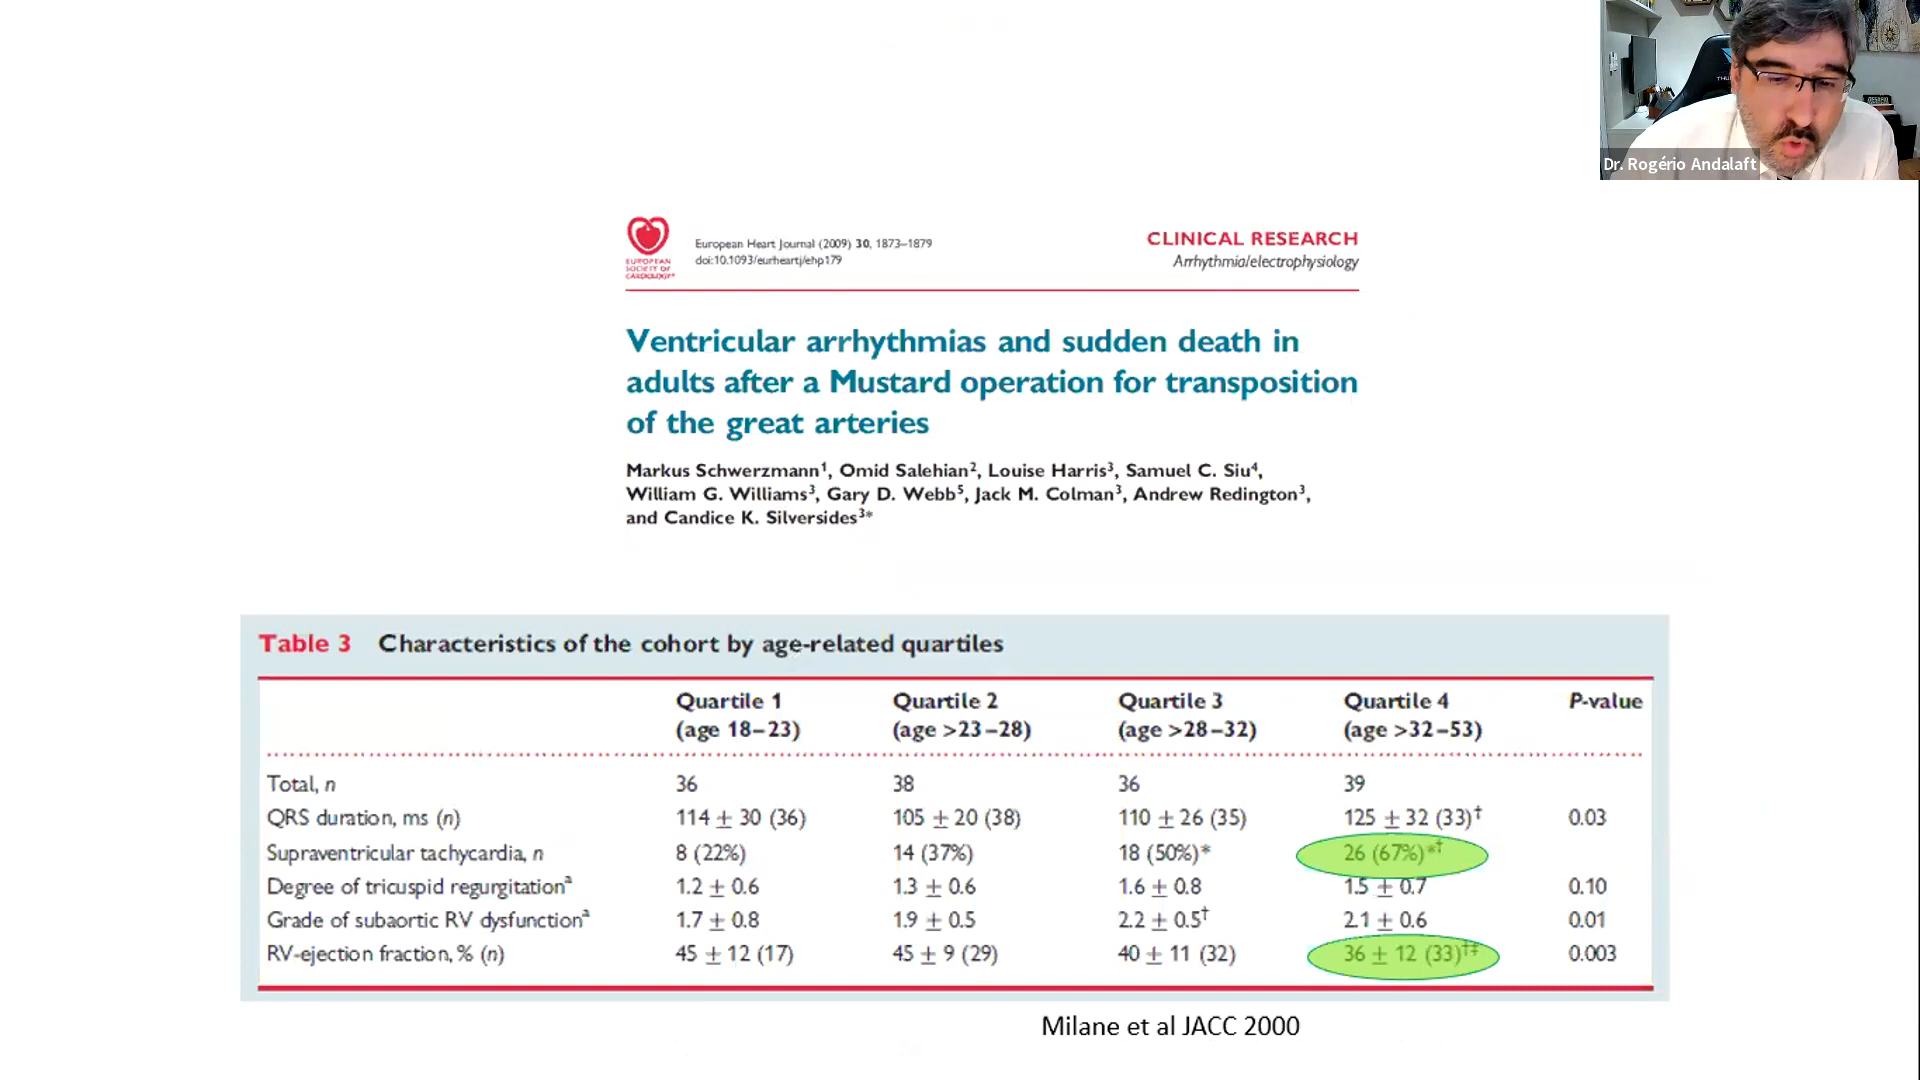 Dr. Rogério Andalaft
EUROPEAN
SOCIETY OF
CARDIOLOGY®
European Heart Journal (2009) 30, 1873–1879
doi:10.1093/eurheartj/ehp179
CLINICAL RESEARCH
Arrhythmia/electrophysiology
Ventricular arrhythmias and sudden death in
adults after a Mustard operation for transposition
of the great arteries
Markus Schwerzmann¹, Omid Salehian², Louise Harris³, Samuel C. Siu⁴,
William G. Williams³, Gary D. Webb⁵, Jack M. Colman³, Andrew Redington³,
and Candice K. Silversides³*
Table 3 Characteristics of the cohort by age-related quartiles
Quartile 1 Quartile 2 Quartile 3 Quartile 4 P-value
(age 18–23) (age >23–28) (age >28–32) (age >32–53)
Total, n 36 38 36 39
QRS duration, ms (n) 114 ± 30 (36) 105 ± 20 (38) 110 ± 26 (35) 125 ± 32 (33)† 0.03
Supraventricular tachycardia, n 8 (22%) 14 (37%) 18 (50%)* 26 (67%)*†
Degree of tricuspid regurgitationª 1.2 ± 0.6 1.3 ± 0.6 1.6 ± 0.8 1.5 ± 0.7 0.10
Grade of subaortic RV dysfunctionª 1.7 ± 0.8 1.9 ± 0.5 2.2 ± 0.5† 2.1 ± 0.6 0.01
RV-ejection fraction, % (n) 45 ± 12 (17) 45 ± 9 (29) 40 ± 11 (32) 36 ± 12 (33)†‡ 0.003
Milane et al JACC 2000